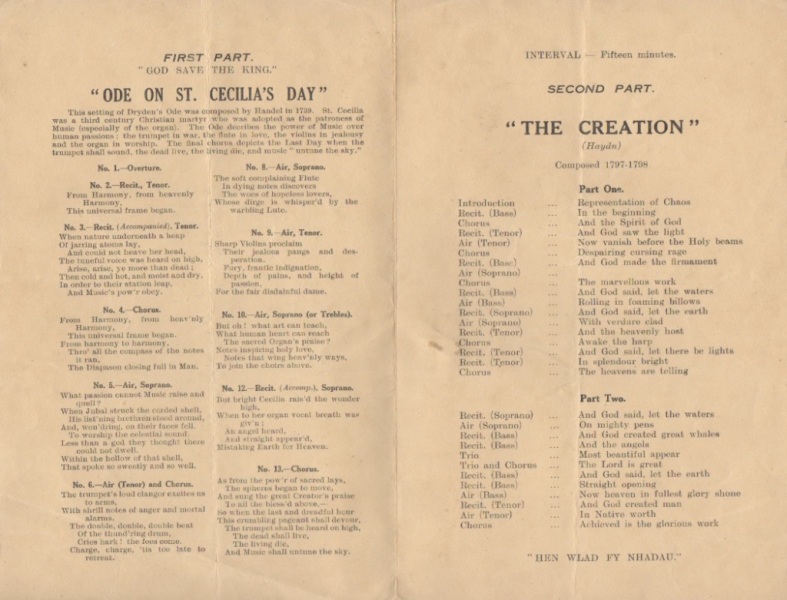 FIRST PART.
"GOD SAVE THE KING."
"ODE ON ST. CECILIA'S DAY"
This setting of Dryden's Ode was composed by Handel in 1739. St. Cecilia
was a third century Christian martyr who was adopted as the patroness of
Music (especially of the organ). The Ode decribes the power of Music over
human passions: the trumpet in war, the flute in love, the violins in jealousy
and the organ in worship. The final chorus depicts the Last Day when the
trumpet shall sound, the dead live, the living die, and music "untune the sky."
No. 1.—Overture.
No. 2.—Recit., Tenor.
From Harmony, from heavenly
Harmony,
This universal frame began.
No. 3.—Recit. (Accompanied), Tenor.
When nature underneath a heap
Of jarring atoms lay,
And could not heave her head,
The tuneful voice was heard on high,
Arise, arise, ye more than dead;
Then cold and hot, and moist and dry,
In order to their station leap,
And Music's pow'r obey.
No. 4.—Chorus.
From Harmony, from heav'nly
Harmony,
This universal frame began.
From harmony to harmony,
Thro' all the compass of the notes
it ran,
The Diapason closing full in Man.
No. 5.—Air, Soprano.
What passion cannot Music raise and
quell?
When Jubal struck the corded shell,
His list'ning brethren stood around,
And, won'dring, on their faces fell,
To worship the celestial sound.
Less than a god they thought there
could not dwell,
Within the hollow of that shell,
That spoke so sweetly and so well.
No. 6.—Air (Tenor) and Chorus.
The trumpet's loud clangor excites us
to arms,
With shrill notes of anger and mortal
alarms,
The double, double, double beat
Of the thund'ring drum,
Cries hark! the foes come.
Charge, charge, 'tis too late to
retreat.
No. 8.—Air, Soprano.
The soft complaining Flute
In dying notes discovers
The woes of hopeless lovers,
Whose dirge is whisper'd by the
warbling Lute.
No. 9.—Air, Tenor.
Sharp Violins proclaim
Their jealous pangs and des-
peration,
Fury, frantic indignation,
Depth of pains, and height of
passion,
For the fair disdainful dame.
No. 10.—Air, Soprano (or Trebles).
But oh! what art can teach,
What human heart can reach
The sacred Organ's praise?
Notes inspiring holy love,
Notes that wing heav'nly ways,
To join the choirs above.
No. 12.—Recit. (Accomp.), Soprano.
But bright Cecilia rais'd the wonder
high,
When to her organ vocal breath was
giv'n;
An angel heard,
And straight appear'd,
Mistaking Earth for Heaven.
No. 13.—Chorus.
As from the pow'r of sacred lays,
The spheres began to move,
And sung the great Creator's praise
To all the bless'd above,—
So when the last and dreadful hour
This crumbling pageant shall devour,
The trumpet shall be heard on high,
The dead shall live,
The living die,
And Music shall untune the sky.
INTERVAL — Fifteen minutes.
SECOND PART.
"THE CREATION"
(Haydn)
Composed 1797-1798
Part One.
Introduction ... Representation of Chaos
Recit. (Bass) ... In the beginning
Chorus ... And the Spirit of God
Recit. (Tenor) ... And God saw the light
Air (Tenor) ... Now vanish before the Holy beams
Chorus ... Despairing cursing rage
Recit. (Bass) ... And God made the firmament
Air (Soprano)
Chorus ... The marvellous work
Recit. (Bass) ... And God said, let the waters
Air (Bass) ... Rolling in foaming billows
Recit. (Soprano) ... And God said, let the earth
Air (Soprano) ... With verdure clad
Recit. (Tenor) ... And the heavenly host
Chorus ... Awake the harp
Recit. (Tenor) ... And God said, let there be lights
Recit. (Tenor) ... In splendour bright
Chorus ... The heavens are telling
Part Two.
Recit. (Soprano) ... And God said, let the waters
Air (Soprano) ... On mighty pens
Recit. (Bass) ... And God created great whales
Recit. (Bass) ... And the angels
Trio ... Most beautiful appear
Trio and Chorus ... The Lord is great
Recit. (Bass) ... And God said, let the earth
Recit. (Bass) ... Straight opening
Air (Bass) ... Now heaven in fullest glory shone
Recit. (Tenor) ... And God created man
Air (Tenor) ... In Native worth
Chorus ... Achieved is the glorious work
"HEN WLAD FY NHADAU."